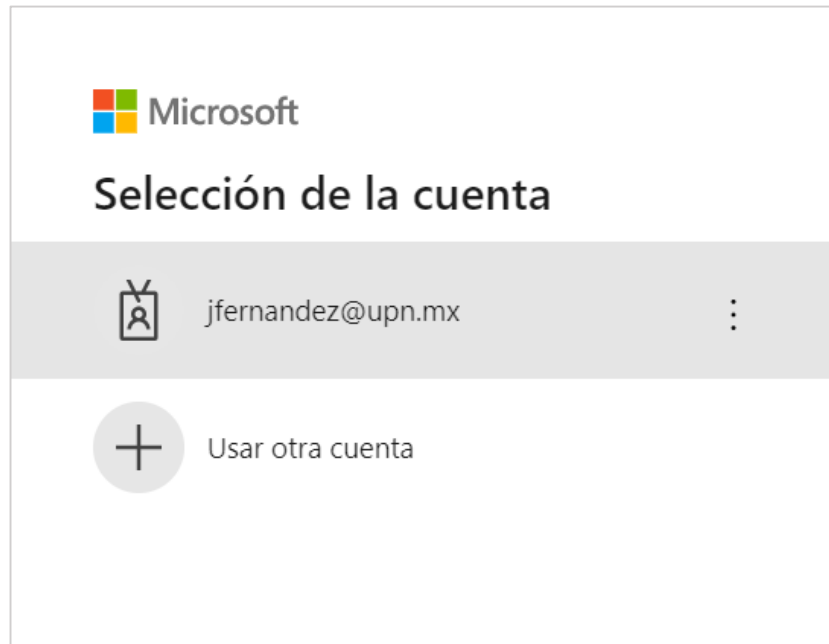 Microsoft
Selección de la cuenta
jfernandez@upn.mx
Usar otra cuenta